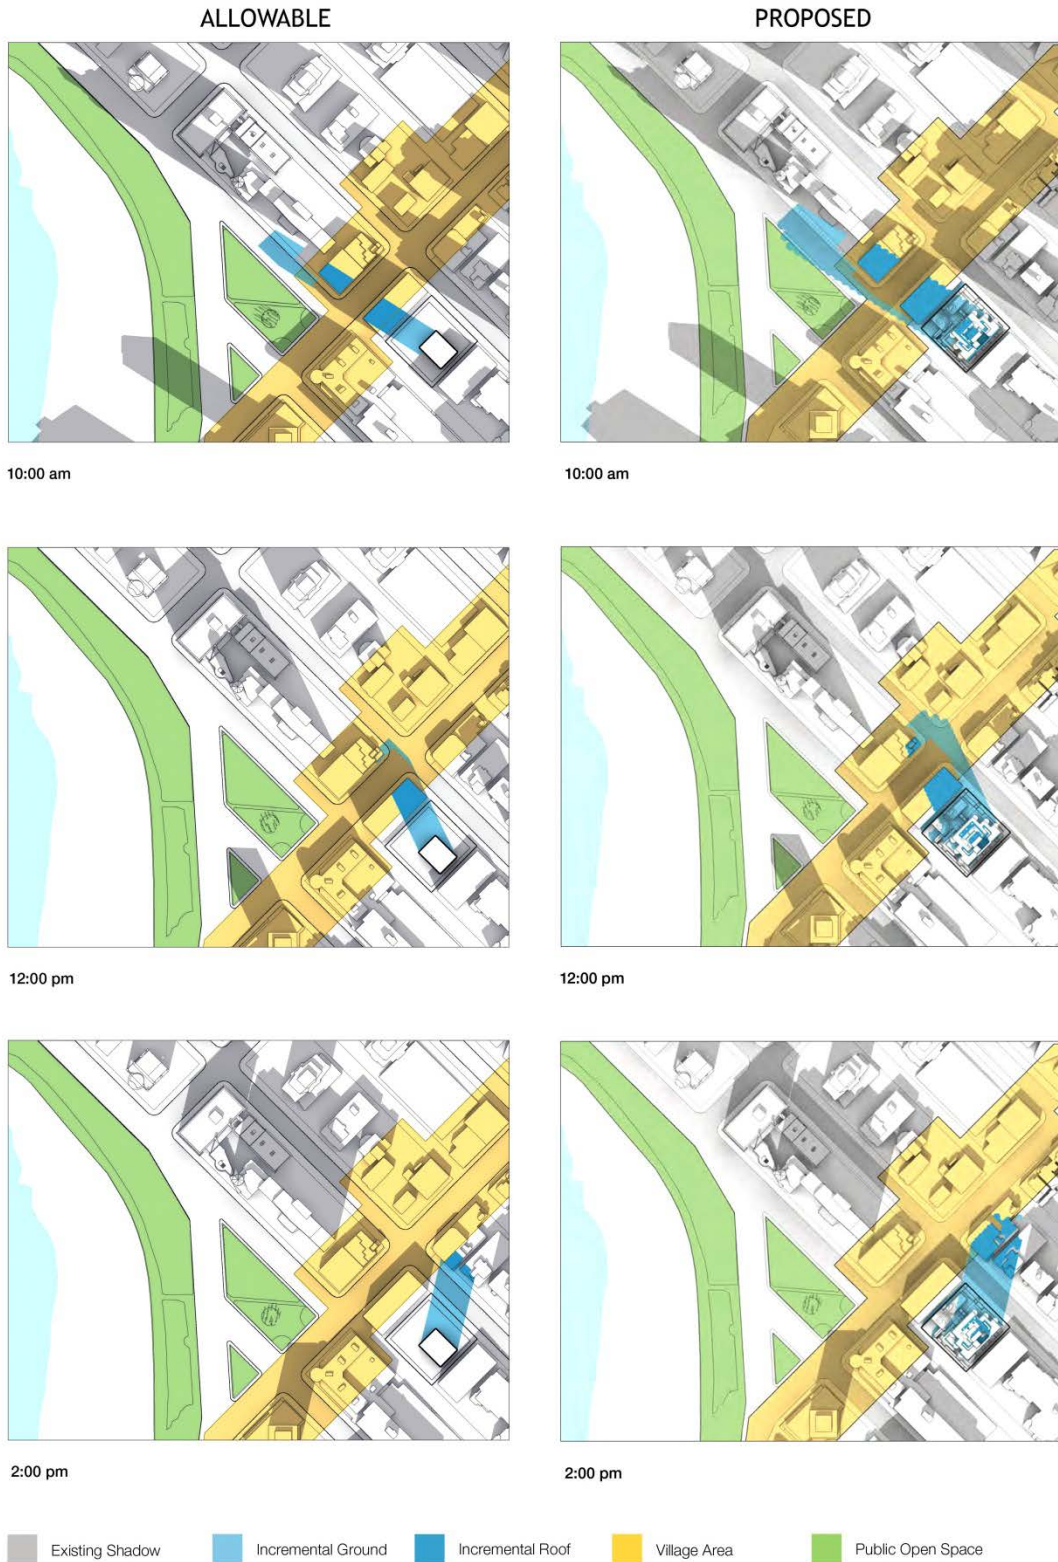 ALLOWABLE PROPOSED
10:00 am 10:00 am
12:00 pm 12:00 pm
2:00 pm 2:00 pm
Existing Shadow Incremental Ground Incremental Roof Village Area Public Open Space